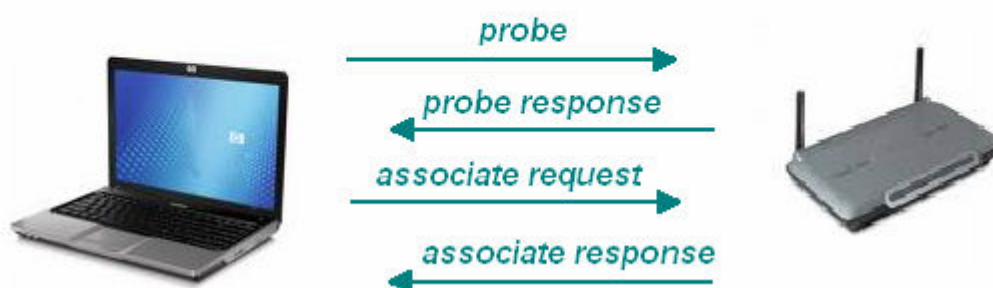 probe
probe response
associate request
associate response